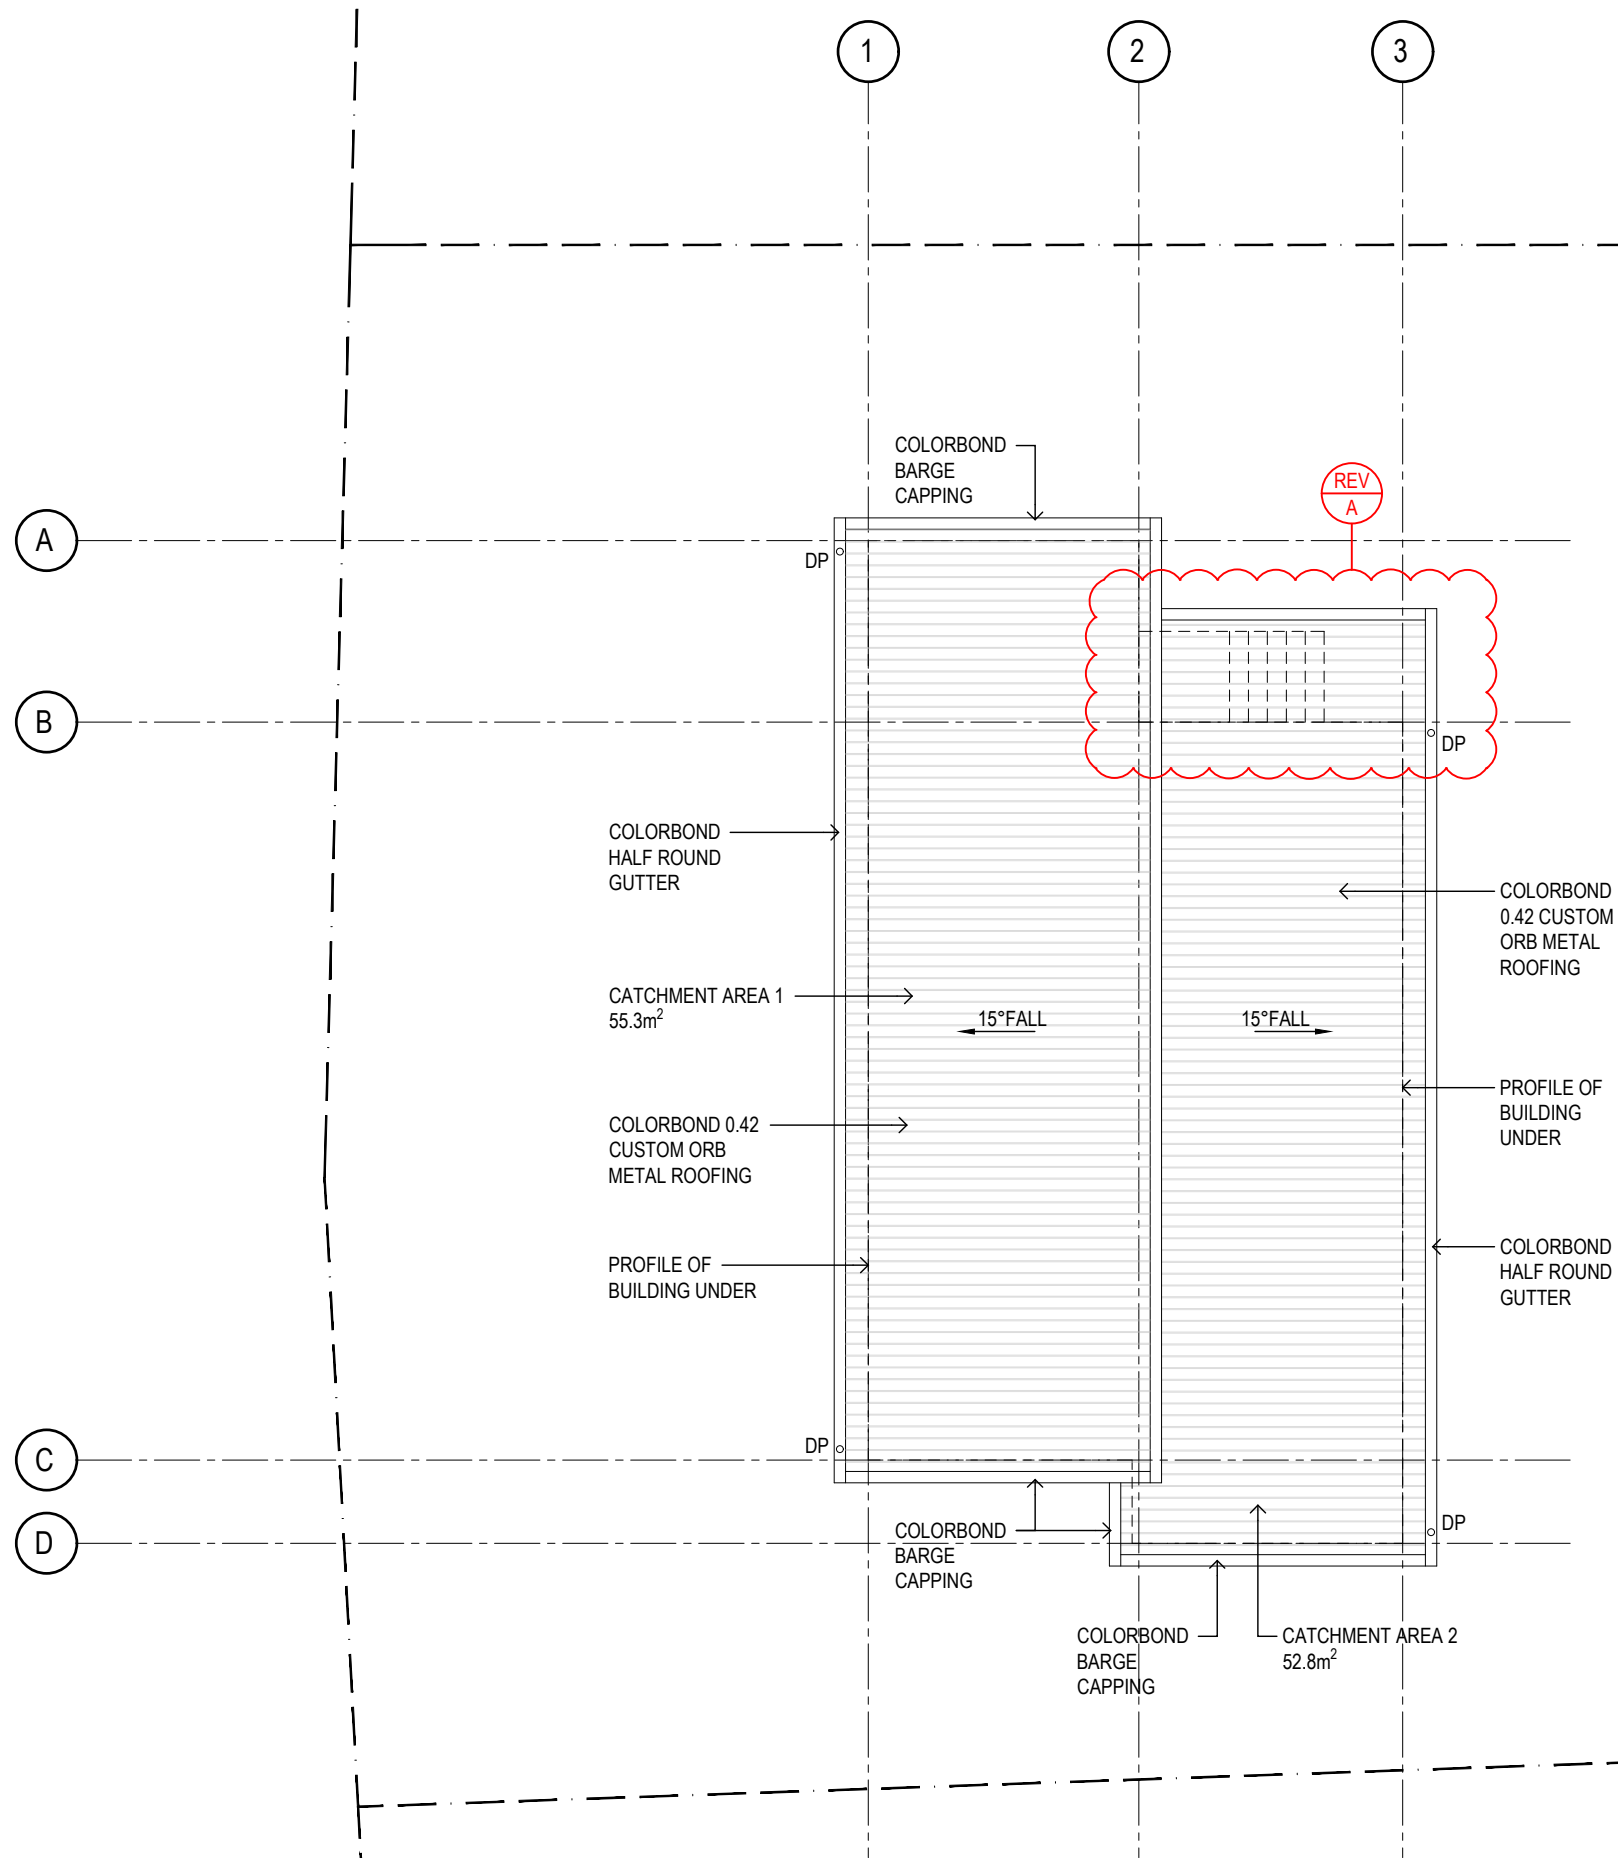 1
2
3
COLORBOND
BARGE
CAPPING
REV
A
A
DP
B
DP
COLORBOND
HALF ROUND
GUTTER
COLORBOND
0.42 CUSTOM
ORB METAL
ROOFING
CATCHMENT AREA 1
55.3m²
15°FALL
15°FALL
PROFILE OF
BUILDING
UNDER
COLORBOND 0.42
CUSTOM ORB
METAL ROOFING
COLORBOND
HALF ROUND
GUTTER
PROFILE OF
BUILDING UNDER
C
DP
D
DP
COLORBOND
BARGE
CAPPING
COLORBOND
BARGE
CAPPING
CATCHMENT AREA 2
52.8m²